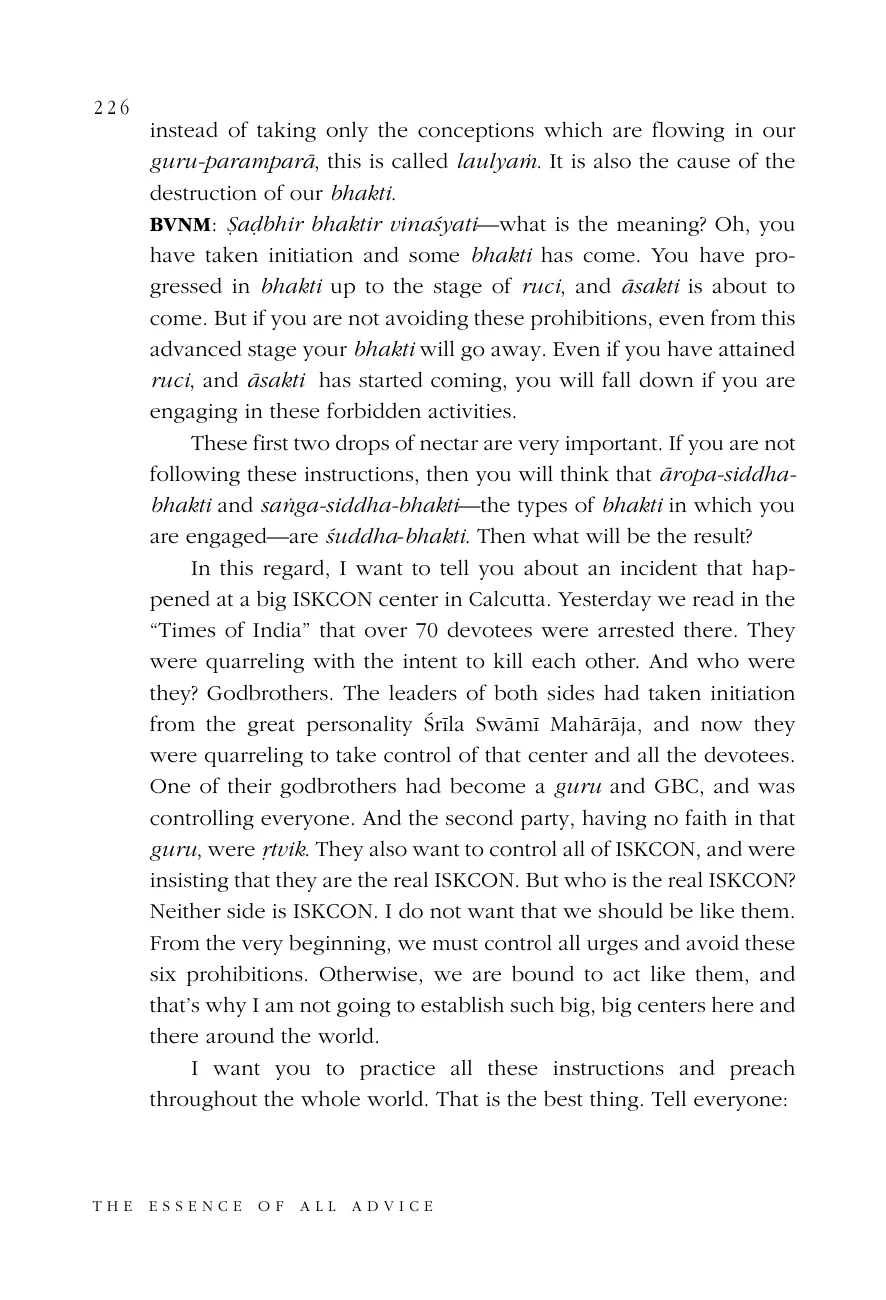 226
instead of taking only the conceptions which are flowing in our
guru-paramparā, this is called laulyaṁ. It is also the cause of the
destruction of our bhakti.
BVNM: Ṣaḍbhir bhaktir vinaśyati—what is the meaning? Oh, you
have taken initiation and some bhakti has come. You have pro-
gressed in bhakti up to the stage of ruci, and āsakti is about to
come. But if you are not avoiding these prohibitions, even from this
advanced stage your bhakti will go away. Even if you have attained
ruci, and āsakti has started coming, you will fall down if you are
engaging in these forbidden activities.
These first two drops of nectar are very important. If you are not
following these instructions, then you will think that āropa-siddha-
bhakti and saṅga-siddha-bhakti—the types of bhakti in which you
are engaged—are śuddha-bhakti. Then what will be the result?
In this regard, I want to tell you about an incident that hap-
pened at a big ISKCON center in Calcutta. Yesterday we read in the
“Times of India” that over 70 devotees were arrested there. They
were quarreling with the intent to kill each other. And who were
they? Godbrothers. The leaders of both sides had taken initiation
from the great personality Śrīla Swāmī Mahārāja, and now they
were quarreling to take control of that center and all the devotees.
One of their godbrothers had become a guru and GBC, and was
controlling everyone. And the second party, having no faith in that
guru, were ṛtvik. They also want to control all of ISKCON, and were
insisting that they are the real ISKCON. But who is the real ISKCON?
Neither side is ISKCON. I do not want that we should be like them.
From the very beginning, we must control all urges and avoid these
six prohibitions. Otherwise, we are bound to act like them, and
that’s why I am not going to establish such big, big centers here and
there around the world.
I want you to practice all these instructions and preach
throughout the whole world. That is the best thing. Tell everyone:
THE ESSENCE OF ALL ADVICE